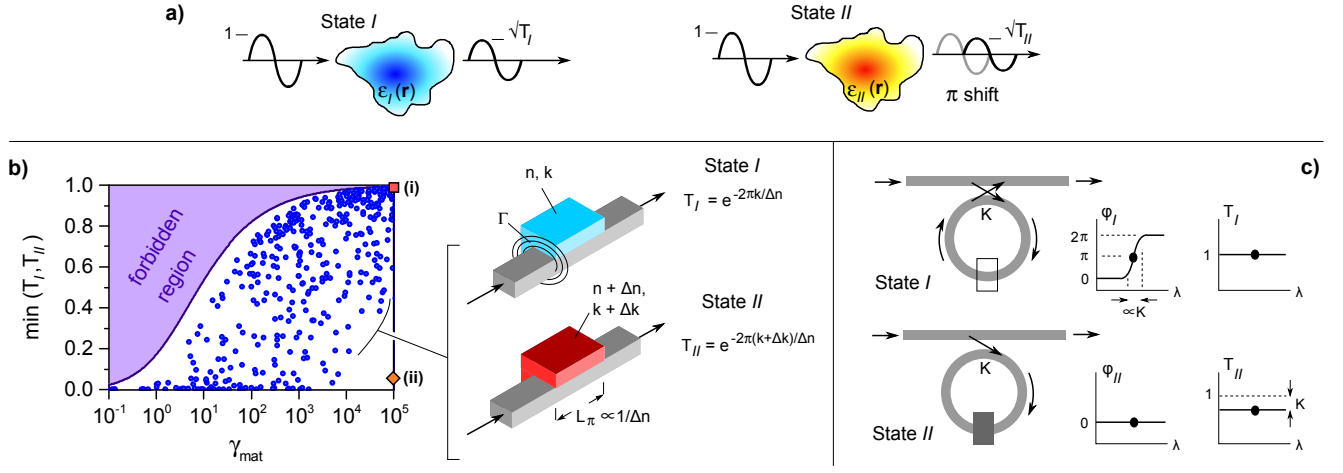 a)
State I
1
√T_I
ε_I(r)
State II
1
√T_II
ε_II(r)
π shift
b)
min (T_I, T_II)
1.0
0.8
0.6
0.4
0.2
0.0
forbidden
region
(i)
(ii)
10^-1 10^0 10^1 10^2 10^3 10^4 10^5
γ_mat
n, k
Γ
State I
T_I = e^-2πk/Δn
n + Δn,
k + Δk
State II
T_II = e^-2π(k+Δk)/Δn
L_π ∝1/Δn
c)
K
State I
φ_I
2π
π
0
λ
∝K
T_I
1
λ
K
State II
φ_II
0
λ
T_II
1
K
λ